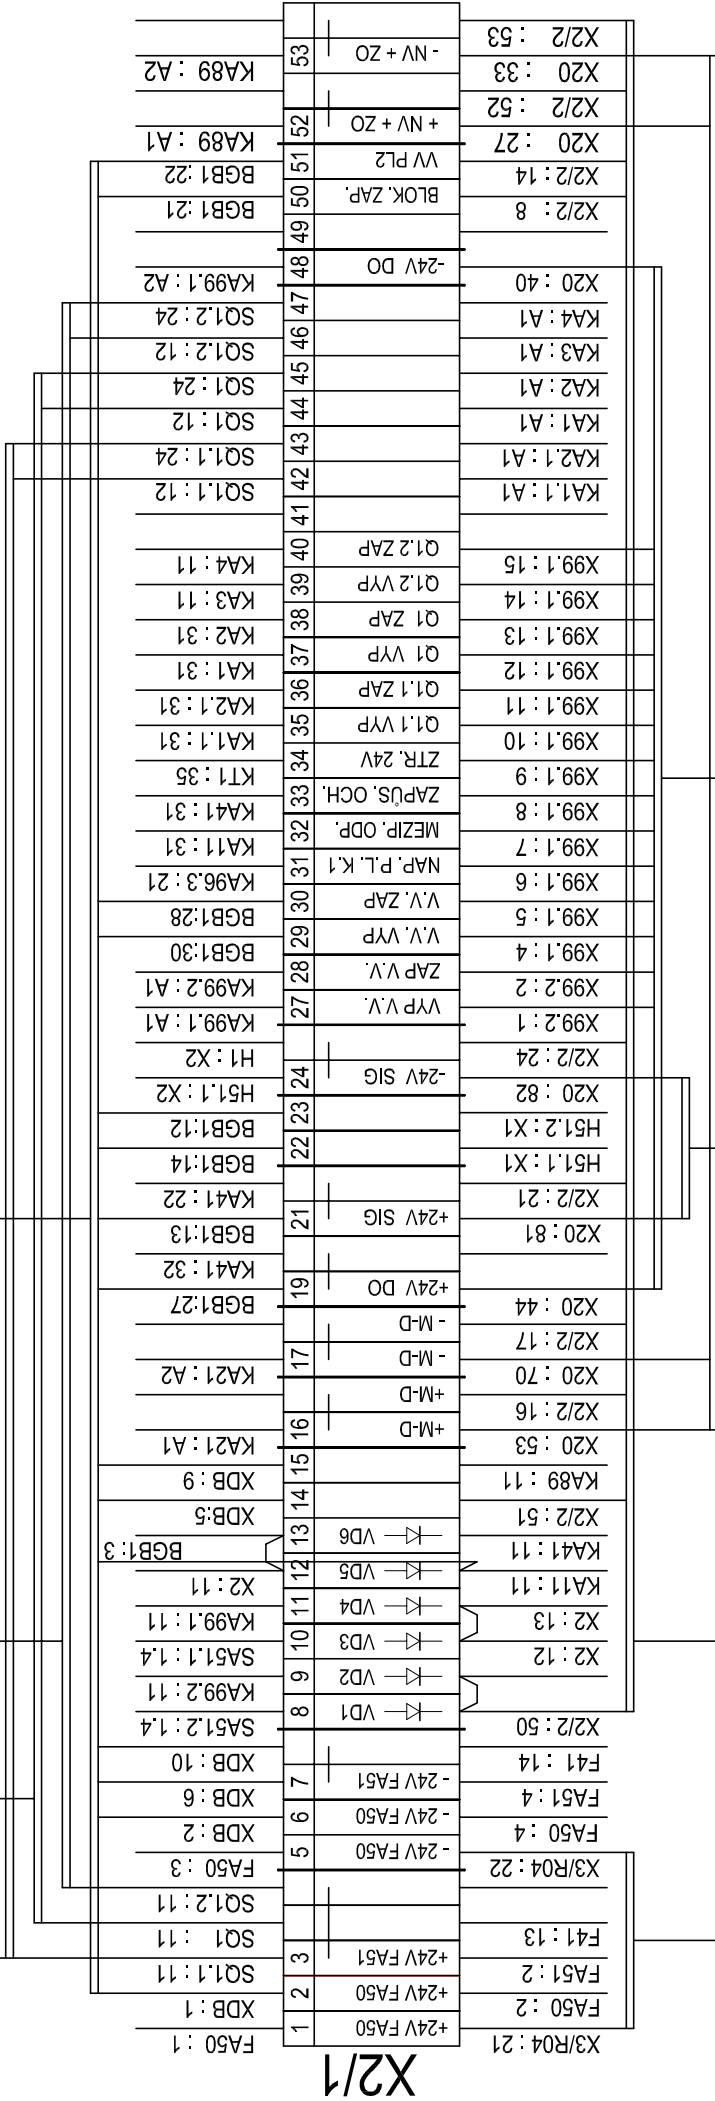 X2/1
X3/R04 : 21 +24V FA50 1 FA50 : 1
FA50 : 2 +24V FA50 2 XDB : 1
FA51 : 2 +24V FA51 3 SQ1.1 : 11
F41 : 13 SQ1 : 11
SQ1.2 : 11
X3/R04 : 22 - 24V FA50 5 FA50 : 3
FA50 : 4 - 24V FA50 6 XDB : 2
FA51 : 4 - 24V FA51 7 XDB : 6
F41 : 14 XDB : 10
X2/2 : 50 VD1 8 SA51.2 : 1.4
VD2 9 KA99.2 : 11
X2 : 12 VD3 10 SA51.1 : 1.4
X2 : 13 VD4 11 KA99.1 : 11
KA11 : 11 VD5 12 X2 : 11
KA41 : 11 VD6 13 BGB1 : 3
X2/2 : 51 14 XDB:5
KA89 : 11 15 XDB : 9
X20 : 53 +M-D 16 KA21 : A1
X2/2 : 16 +M-D
X20 : 70 - M-D 17 KA21 : A2
X2/2 : 17 - M-D
X20 : 44 +24V DO 19 BGB1:27
KA41 : 32
X20 : 81 +24V SIG 21 BGB1:13
X2/2 : 21 KA41 : 22
H51.1 : X1 22 BGB1:14
H51.2 : X1 23 BGB1:12
X20 : 82 -24V SIG 24 H51.1 : X2
X2/2 : 24 H1 : X2
X99.2 : 1 VYP V.V. 27 KA99.1 : A1
X99.2 : 2 ZAP V.V. 28 KA99.2 : A1
X99.1 : 4 V.V. VYP 29 BGB1:30
X99.1 : 5 V.V. ZAP 30 BGB1:28
X99.1 : 6 NAP. P.L. K.1 31 KA96.3 : 21
X99.1 : 7 MEZIP. ODP. 32 KA11 : 31
X99.1 : 8 ZAPŮS. OCH. 33 KA41 : 31
X99.1 : 9 ZTR. 24V 34 KT1 : 35
X99.1 : 10 Q1.1 VYP 35 KA1.1 : 31
X99.1 : 11 Q1.1 ZAP 36 KA2.1 : 31
X99.1 : 12 Q1 VYP 37 KA1 : 31
X99.1 : 13 Q1 ZAP 38 KA2 : 31
X99.1 : 14 Q1.2 VYP 39 KA3 : 11
X99.1 : 15 Q1.2 ZAP 40 KA4 : 11
41
KA1.1 : A1 42 SQ1.1 : 12
KA2.1 : A1 43 SQ1.1 : 24
KA1 : A1 44 SQ1 : 12
KA2 : A1 45 SQ1 : 24
KA3 : A1 46 SQ1.2 : 12
KA4 : A1 47 SQ1.2 : 24
X20 : 40 -24V DO 48 KA99.1 : A2
49
X2/2 : 8 BLOK. ZAP. 50 BGB1 : 21
X2/2 : 14 VV PL2 51 BGB1 : 22
X20 : 27 + NV + ZO 52 KA89 : A1
X2/2 : 52
X20 : 33 - NV + ZO 53 KA89 : A2
X2/2 : 53